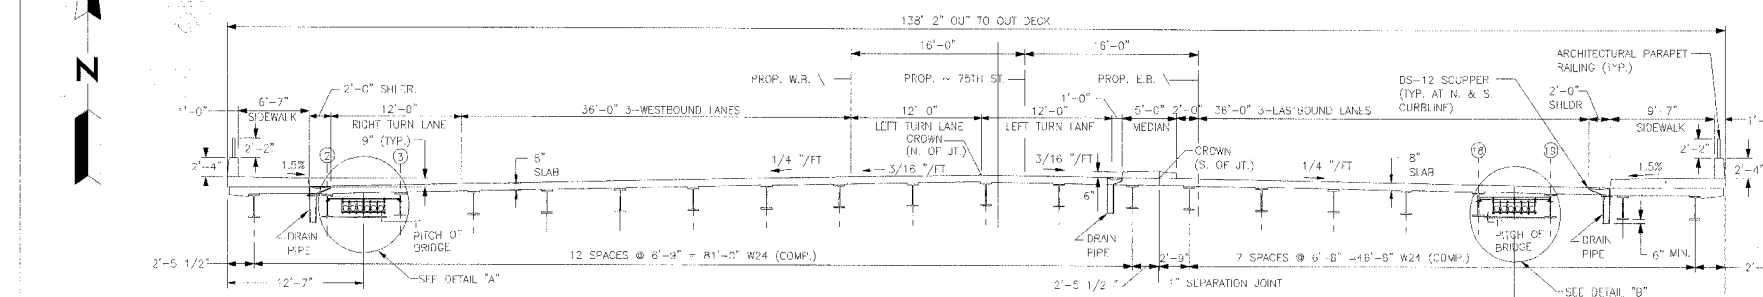 138' 2" OUT TO OUT DECK
16'-0"
16'-0"
ARCHITECTURAL PARAPET
RAILING (TYP.)
PROP. W.B.
PROP. ~ 75TH ST.
PROP. E.B.
DS-12 SCUPPER
(TYP. AT N. & S.
CURBLINE)
N
2'-0" SHLDR.
6'-7"
SIDEWALK
12'-0"
RIGHT TURN LANE
36'-0" 3-WESTBOUND LANES
12' 0"
LEFT TURN LANE
12'-0"
LEFT TURN LANE
1'-0"
5'-0"
MEDIAN
2'-0"
36'-0" 3-EASTBOUND LANES
2'-0"
SHLDR
9'-7"
SIDEWALK
1'-0"
2'-2"
2'-4"
1.5%
9" (TYP.)
2
3
SLAB
1/4 "/FT
3/16 "/FT
CROWN
(N. OF JT.)
3/16 "/FT
6"
CROWN
(S. OF JT.)
1/4 "/FT
8"
SLAB
18
19
1.5%
2'-2"
2'-4"
DRAIN
PIPE
PITCH OF
BRIDGE
DRAIN
PIPE
PITCH OF
BRIDGE
DRAIN
PIPE
6" MIN.
2'-5 1/2"
12 SPACES @ 6'-9" = 81'-0" W24 (COMP.)
2'-9"
7 SPACES @ 6'-8" =46'-8" W24 (COMP.)
12'-7"
SEE DETAIL "A"
2'-5 1/2"
1" SEPARATION JOINT
SEE DETAIL "B"